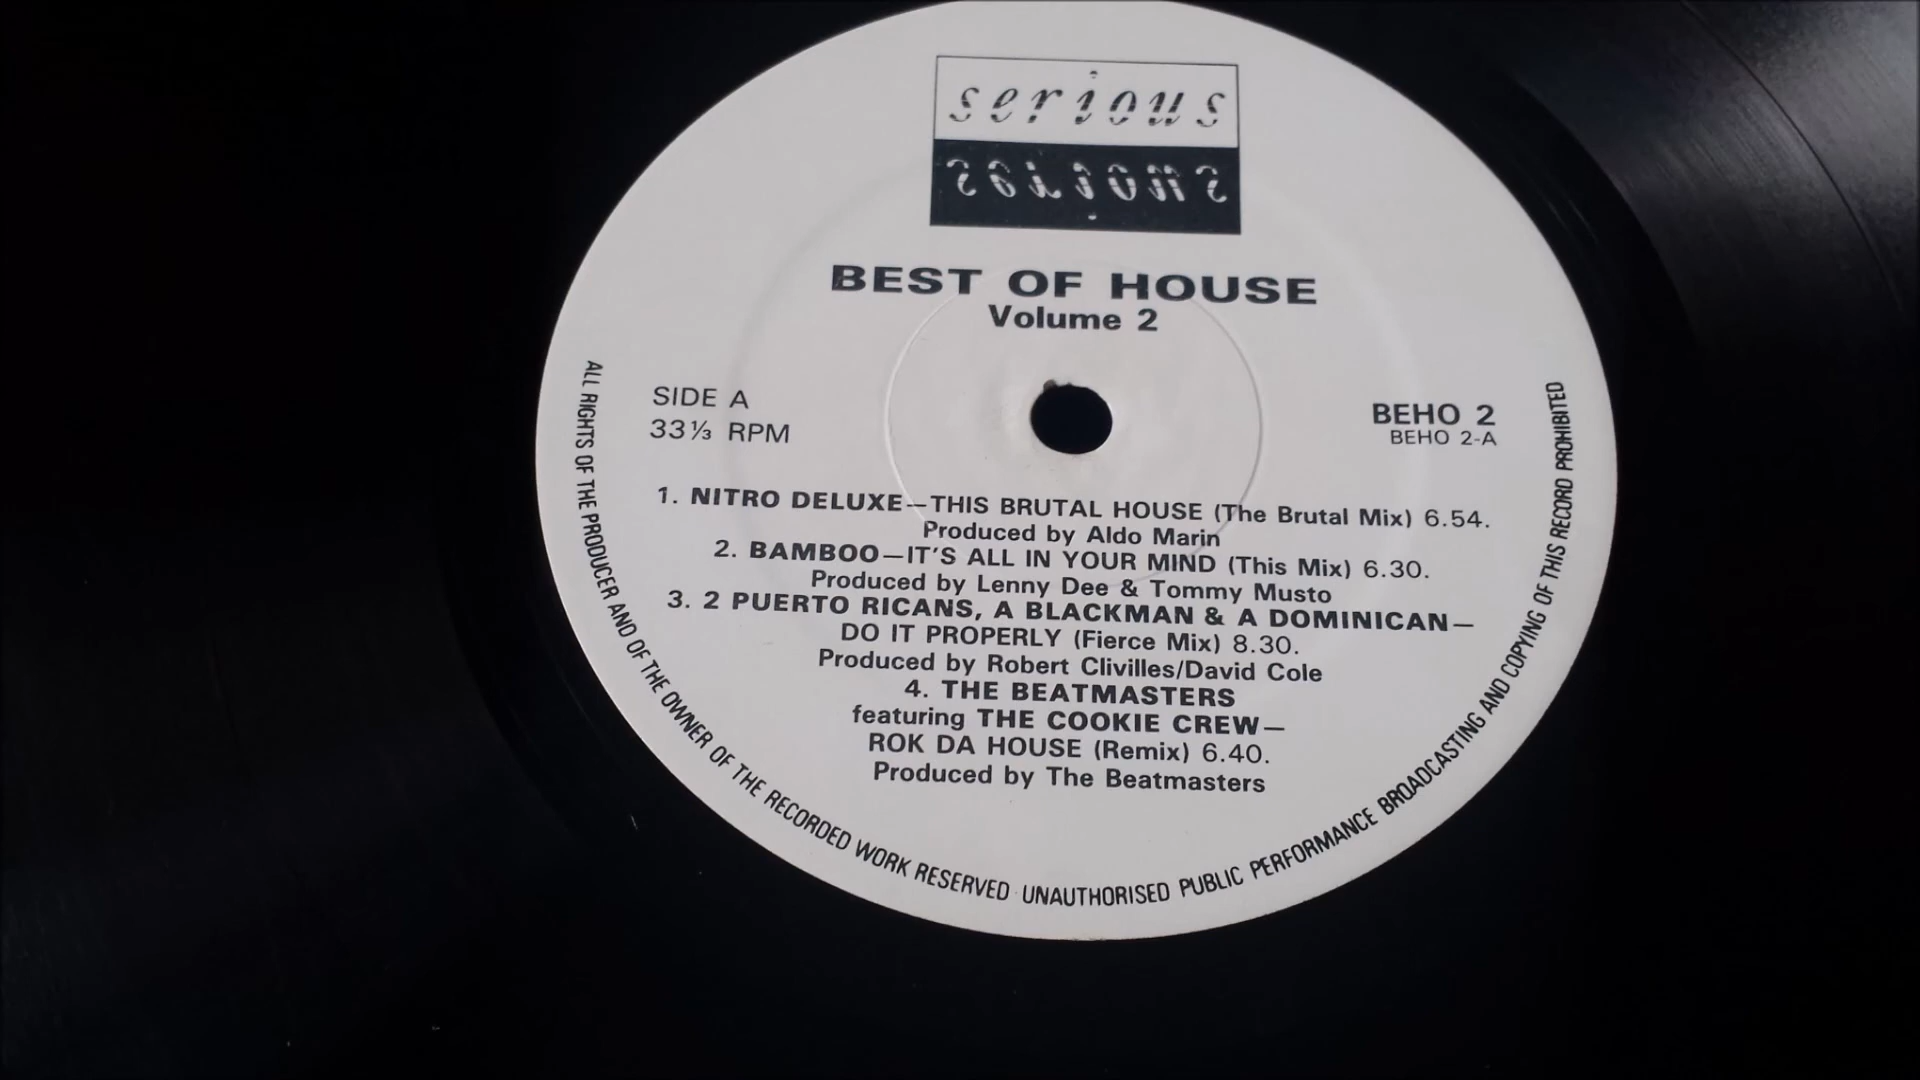 serious
serious
BEST OF HOUSE
Volume 2
SIDE A
33⅓ RPM
BEHO 2
BEHO 2-A
1. NITRO DELUXE—THIS BRUTAL HOUSE (The Brutal Mix) 6.54.
Produced by Aldo Marin
2. BAMBOO—IT'S ALL IN YOUR MIND (This Mix) 6.30.
Produced by Lenny Dee & Tommy Musto
3. 2 PUERTO RICANS, A BLACKMAN & A DOMINICAN—
DO IT PROPERLY (Fierce Mix) 8.30.
Produced by Robert Clivilles/David Cole
4. THE BEATMASTERS
featuring THE COOKIE CREW—
ROK DA HOUSE (Remix) 6.40.
Produced by The Beatmasters
ALL RIGHTS OF THE PRODUCER AND OF THE OWNER OF THE RECORDED WORK RESERVED · UNAUTHORISED PUBLIC PERFORMANCE BROADCASTING AND COPYING OF THIS RECORD PROHIBITED